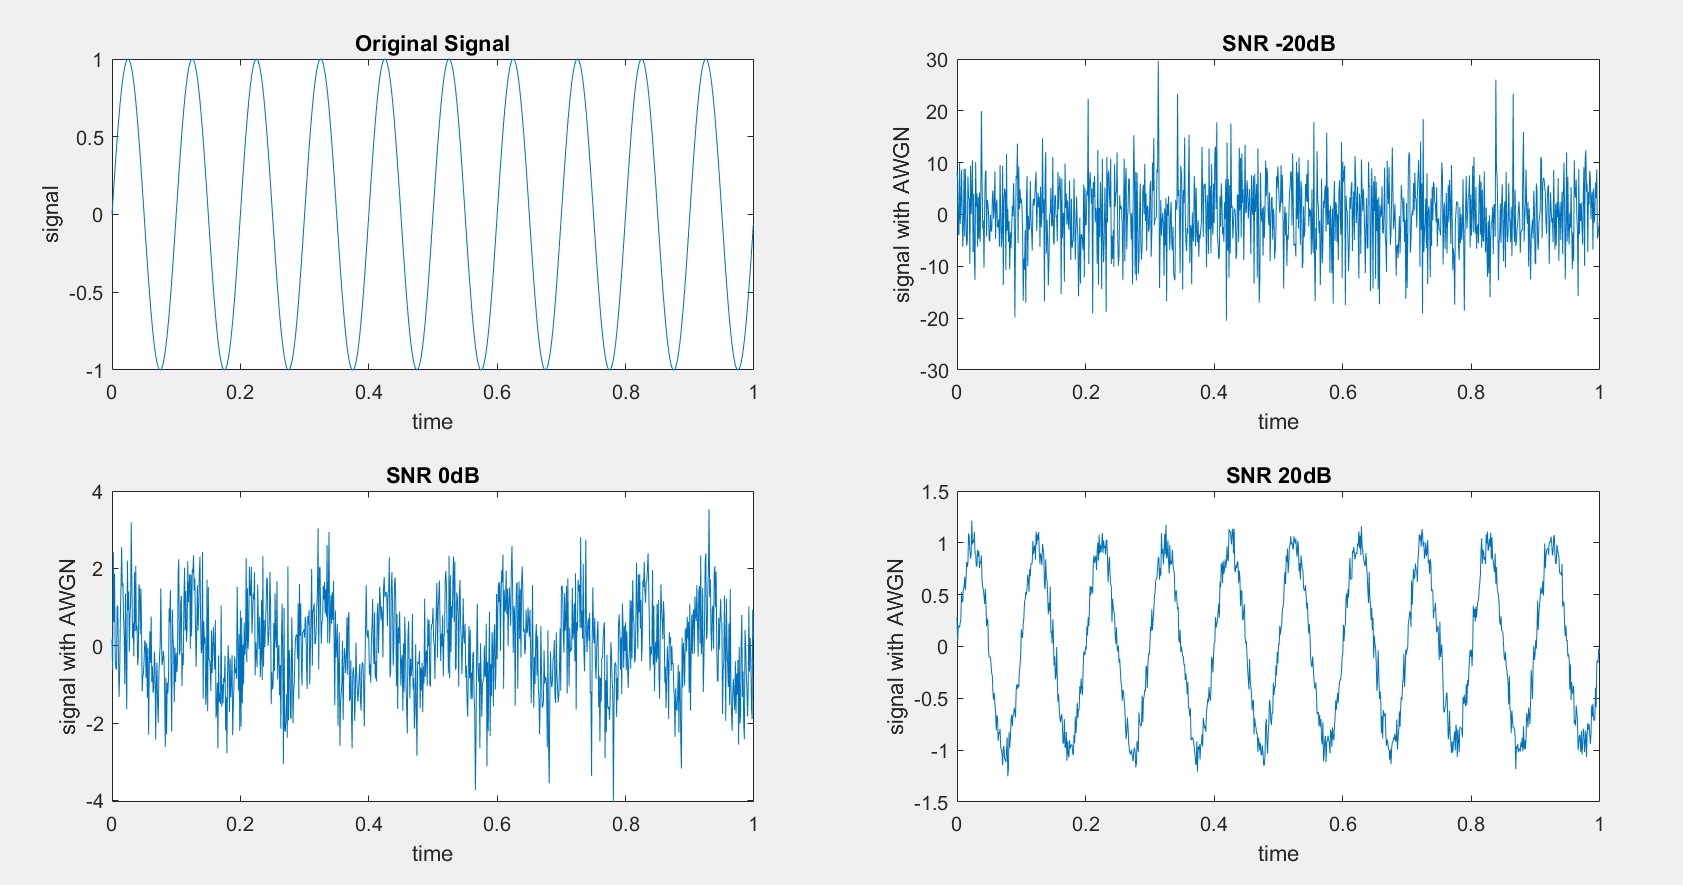 Original Signal
1
0.5
0
-0.5
-1
signal
0 0.2 0.4 0.6 0.8 1
time
SNR -20dB
30
20
10
0
-10
-20
-30
signal with AWGN
0 0.2 0.4 0.6 0.8 1
time
SNR 0dB
4
2
0
-2
-4
signal with AWGN
0 0.2 0.4 0.6 0.8 1
time
SNR 20dB
1.5
1
0.5
0
-0.5
-1
-1.5
signal with AWGN
0 0.2 0.4 0.6 0.8 1
time